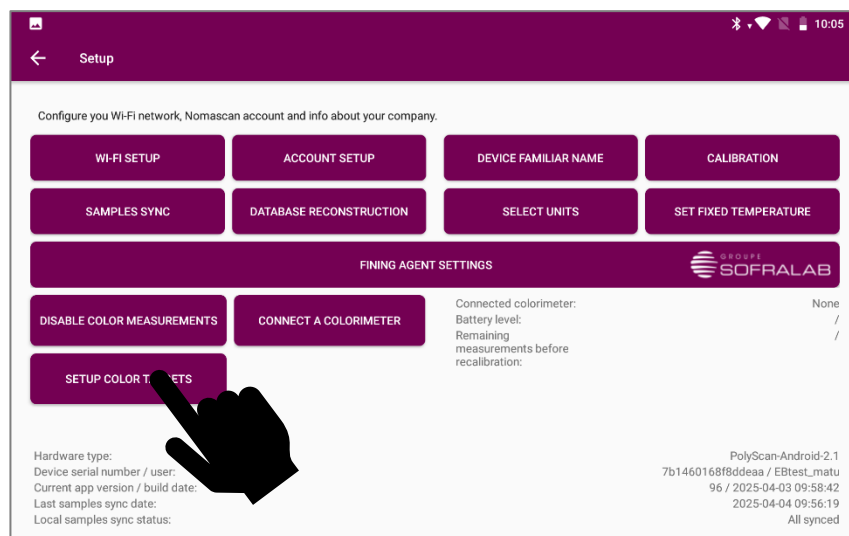 10:05
Setup
Configure you Wi-Fi network, Nomascan account and info about your company.
WI-FI SETUP ACCOUNT SETUP DEVICE FAMILIAR NAME CALIBRATION
SAMPLES SYNC DATABASE RECONSTRUCTION SELECT UNITS SET FIXED TEMPERATURE
FINING AGENT SETTINGS
GROUPE
SOFRALAB
DISABLE COLOR MEASUREMENTS CONNECT A COLORIMETER
Connected colorimeter: None
Battery level: /
Remaining /
measurements before
recalibration:
SETUP COLOR
Hardware type: PolyScan-Android-2.1
Device serial number / user: 7b1460168f8ddeaa / EBtest_matu
Current app version / build date: 96 / 2025-04-03 09:58:42
Last samples sync date: 2025-04-04 09:56:19
Local samples sync status: All synced